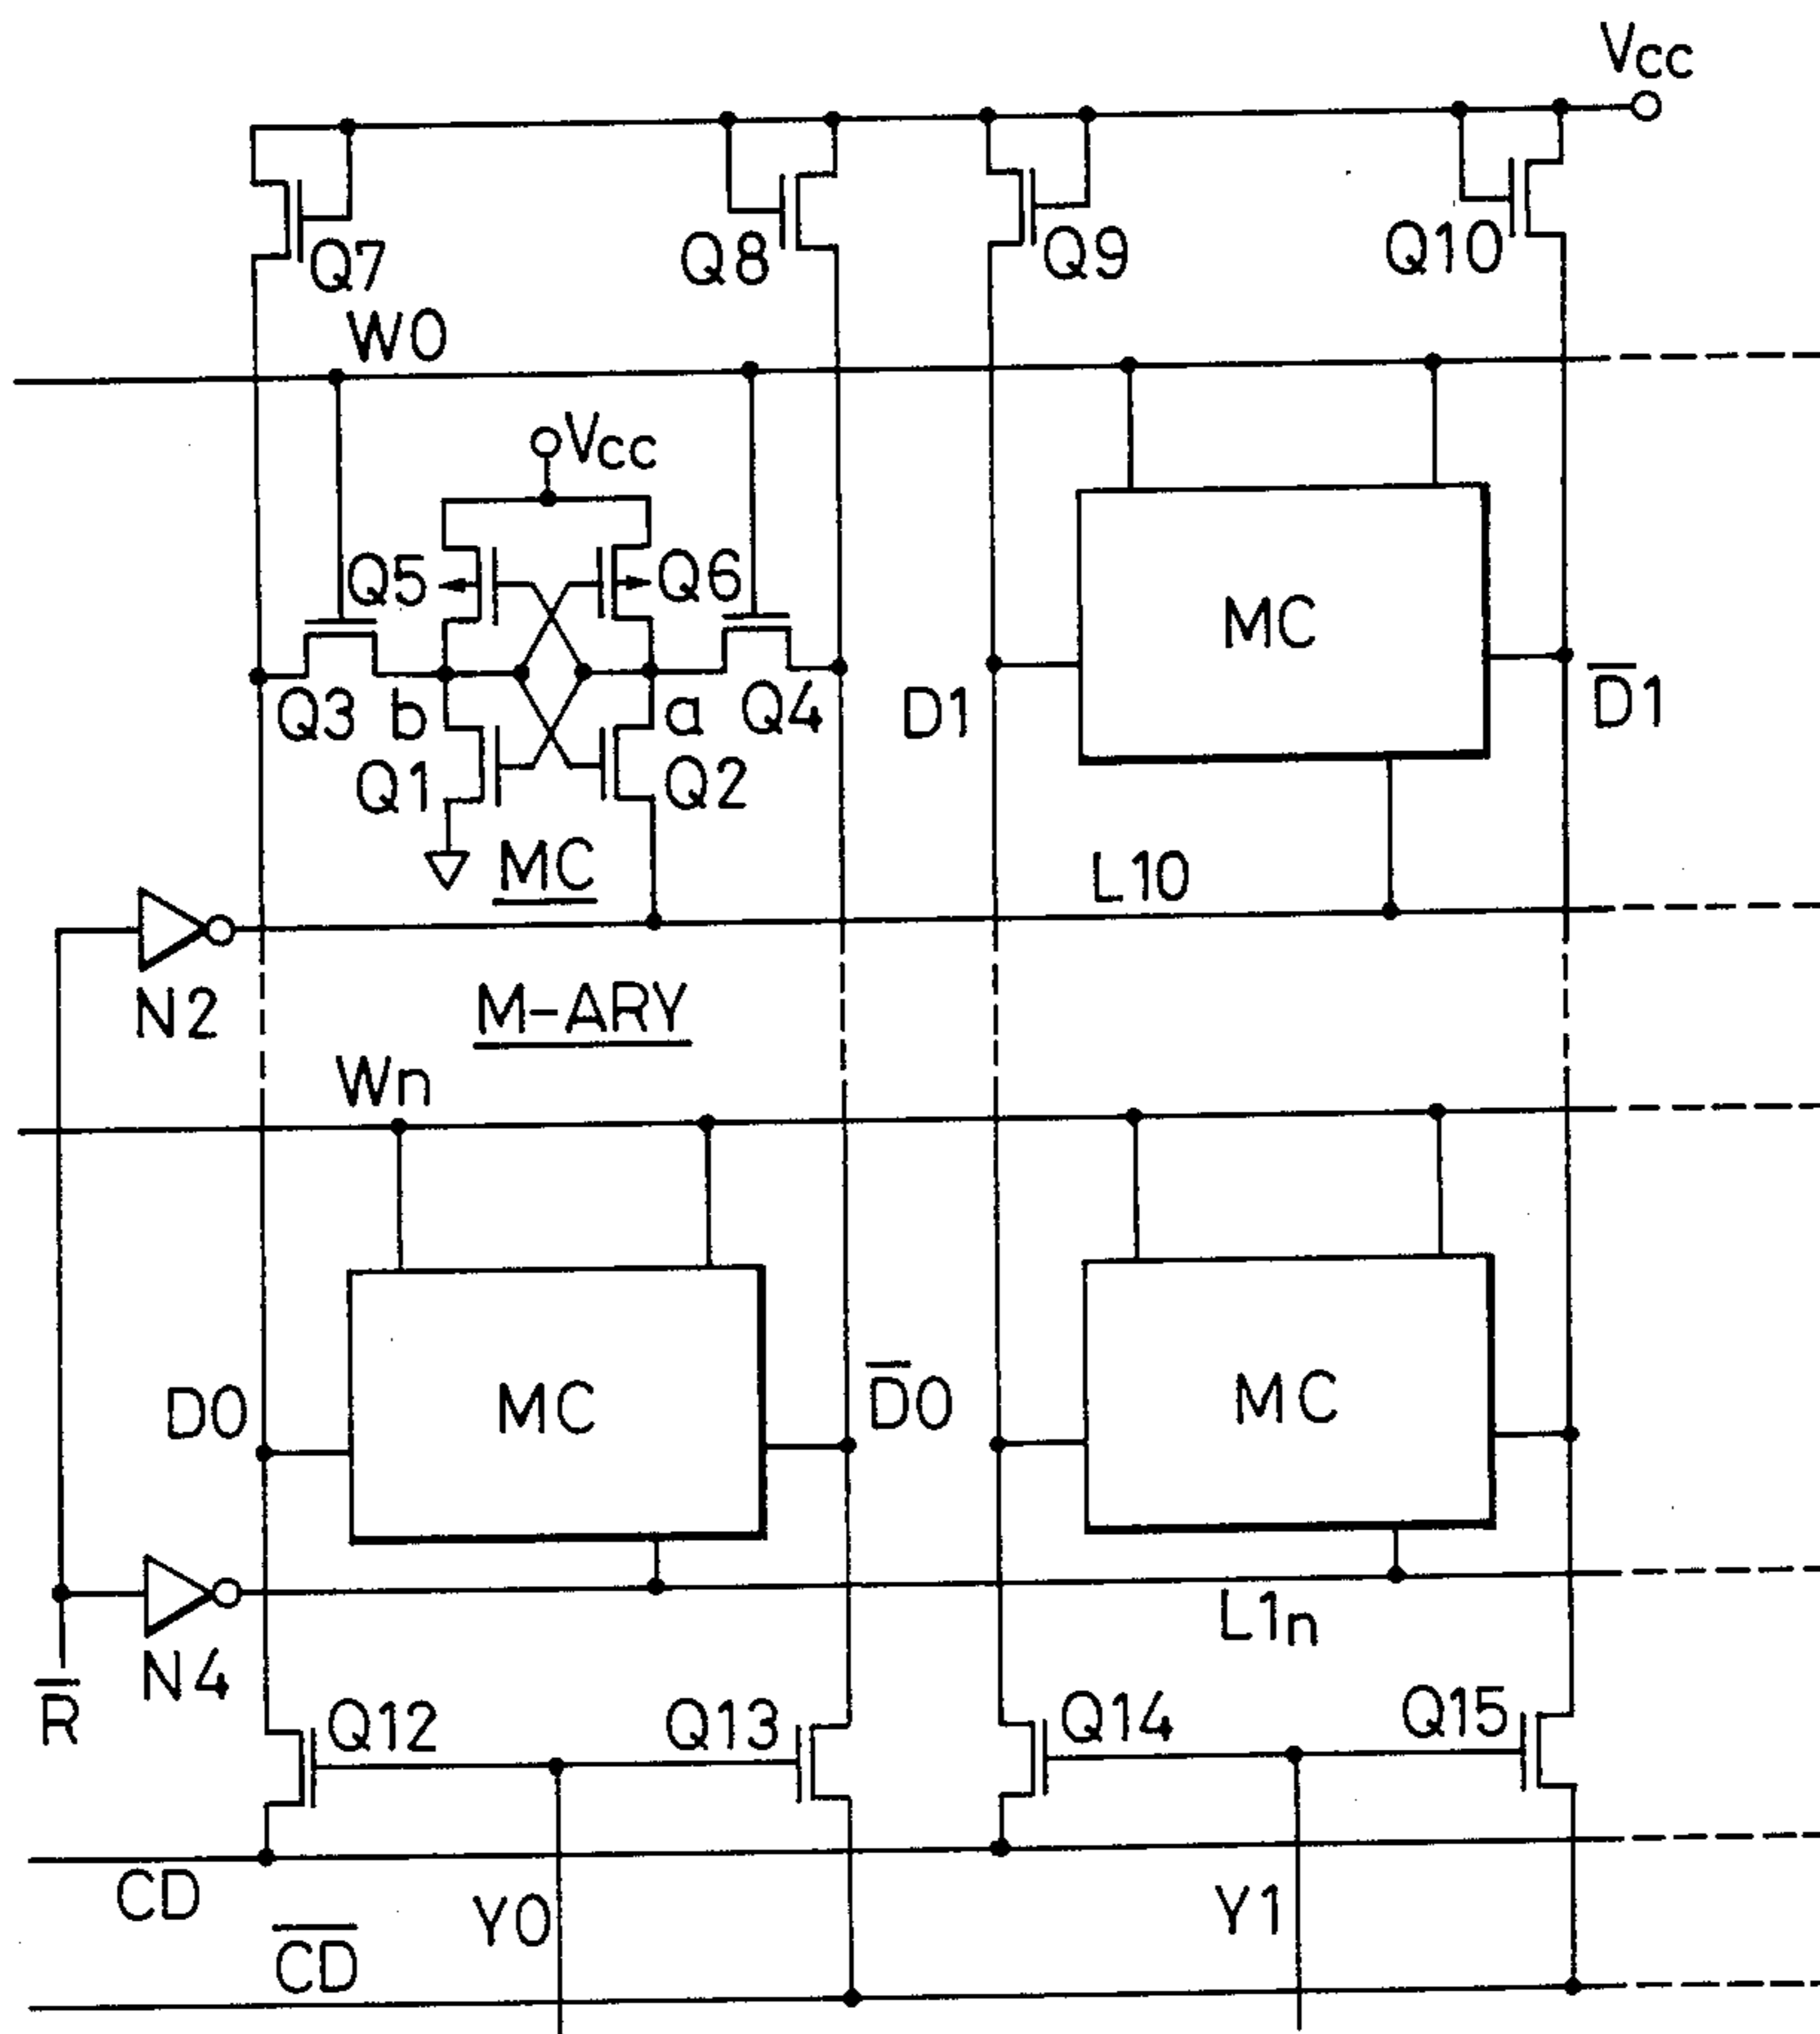 Vcc
Q7
Q8
Q9
Q10
W0
Vcc
Q5
Q6
MC
Q3
b
a
Q4
D1
D̅1
Q1
Q2
MC
L10
N2
M-ARY
Wn
D0
MC
D̅0
MC
L1n
R̅
N4
Q12
Q13
Q14
Q15
CD
Y0
Y1
C̅D̅